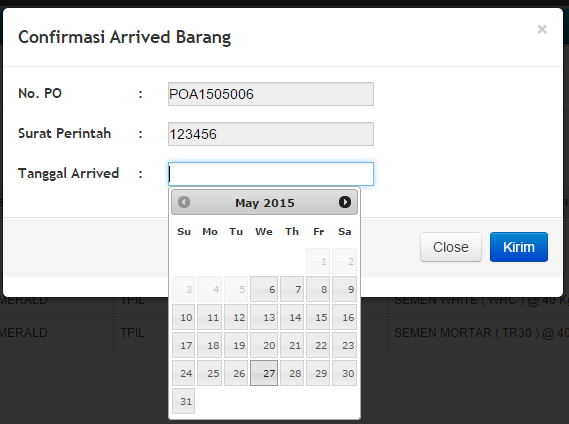 Confirmasi Arrived Barang ×
No. PO : POA1505006
Surat Perintah : 123456
Tanggal Arrived :
May 2015
Su Mo Tu We Th Fr Sa
1 2
3 4 5 6 7 8 9
10 11 12 13 14 15 16
17 18 19 20 21 22 23
24 25 26 27 28 29 30
31
Close Kirim
MERALD TPIL SEMEN WHITE ( WHC ) @ 40 K
MERALD TPIL SEMEN MORTAR ( TR30 ) @ 40